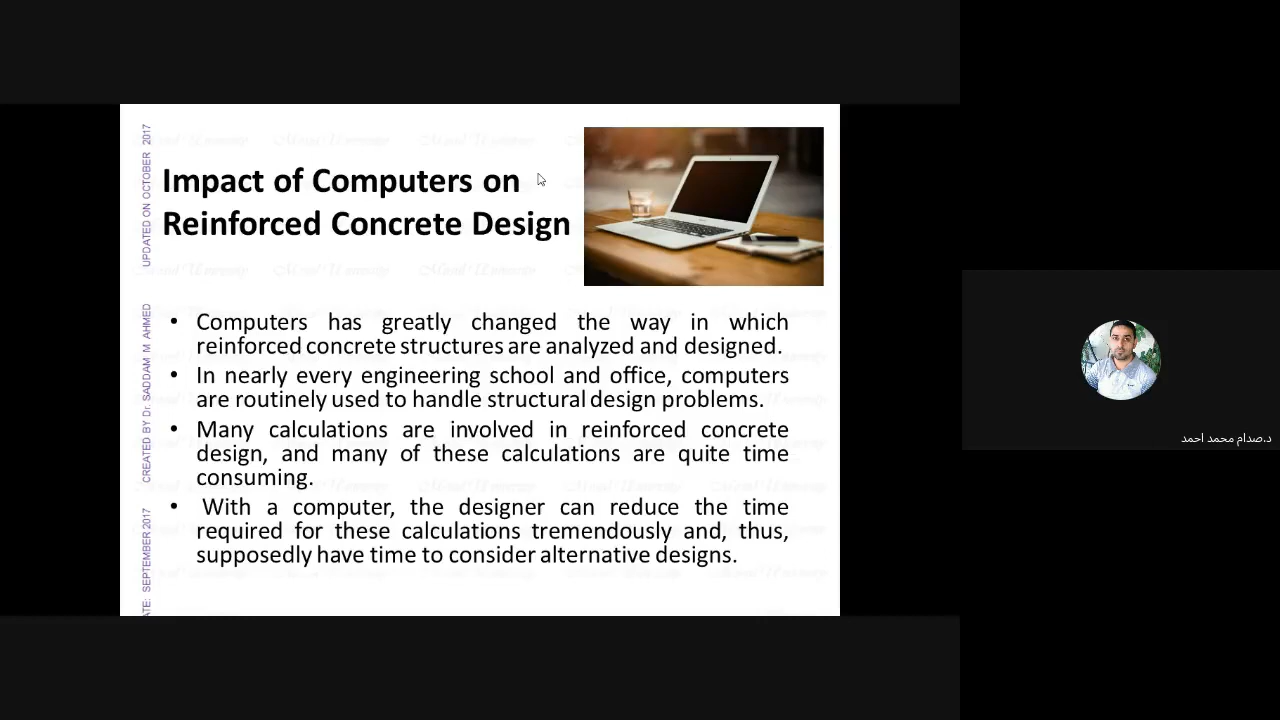 Impact of Computers on
Reinforced Concrete Design
• Computers has greatly changed the way in which
reinforced concrete structures are analyzed and designed.
• In nearly every engineering school and office, computers
are routinely used to handle structural design problems.
• Many calculations are involved in reinforced concrete
design, and many of these calculations are quite time
consuming.
• With a computer, the designer can reduce the time
required for these calculations tremendously and, thus,
supposedly have time to consider alternative designs.
UPDATED ON OCTOBER 2017
CREATED BY Dr. SADDAM M. AHMED
SEPTEMBER 2017
د.صدام محمد احمد